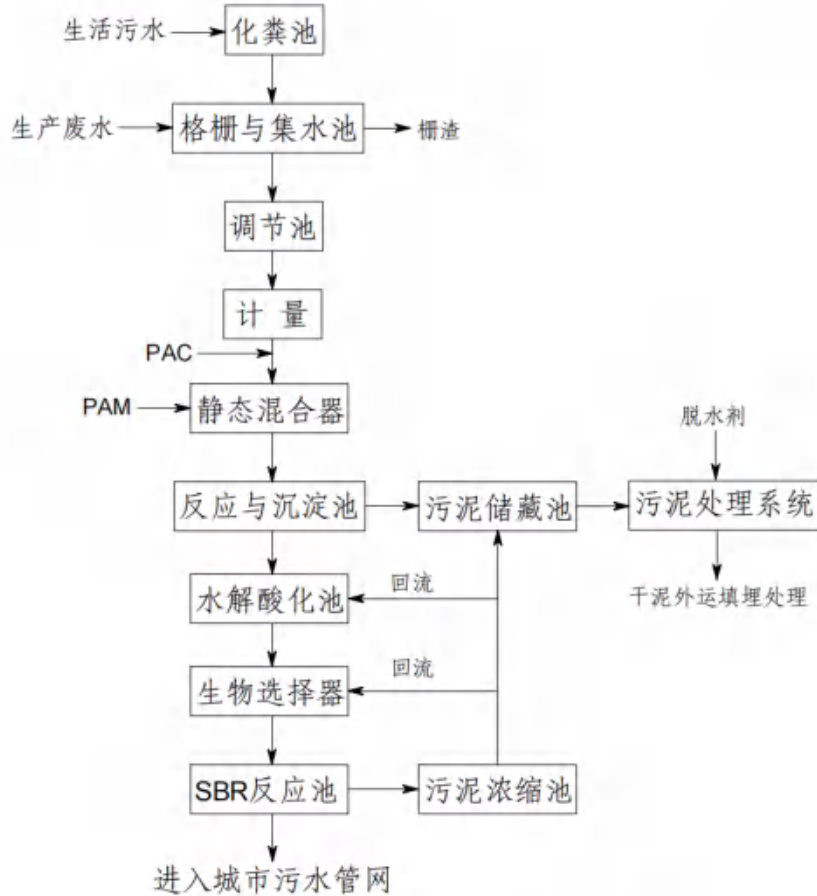 生活污水
化粪池
生产废水
格栅与集水池
栅渣
调节池
计 量
PAC
PAM
静态混合器
脱水剂
反应与沉淀池
污泥储藏池
污泥处理系统
水解酸化池
回流
干泥外运填埋处理
生物选择器
回流
SBR反应池
污泥浓缩池
进入城市污水管网